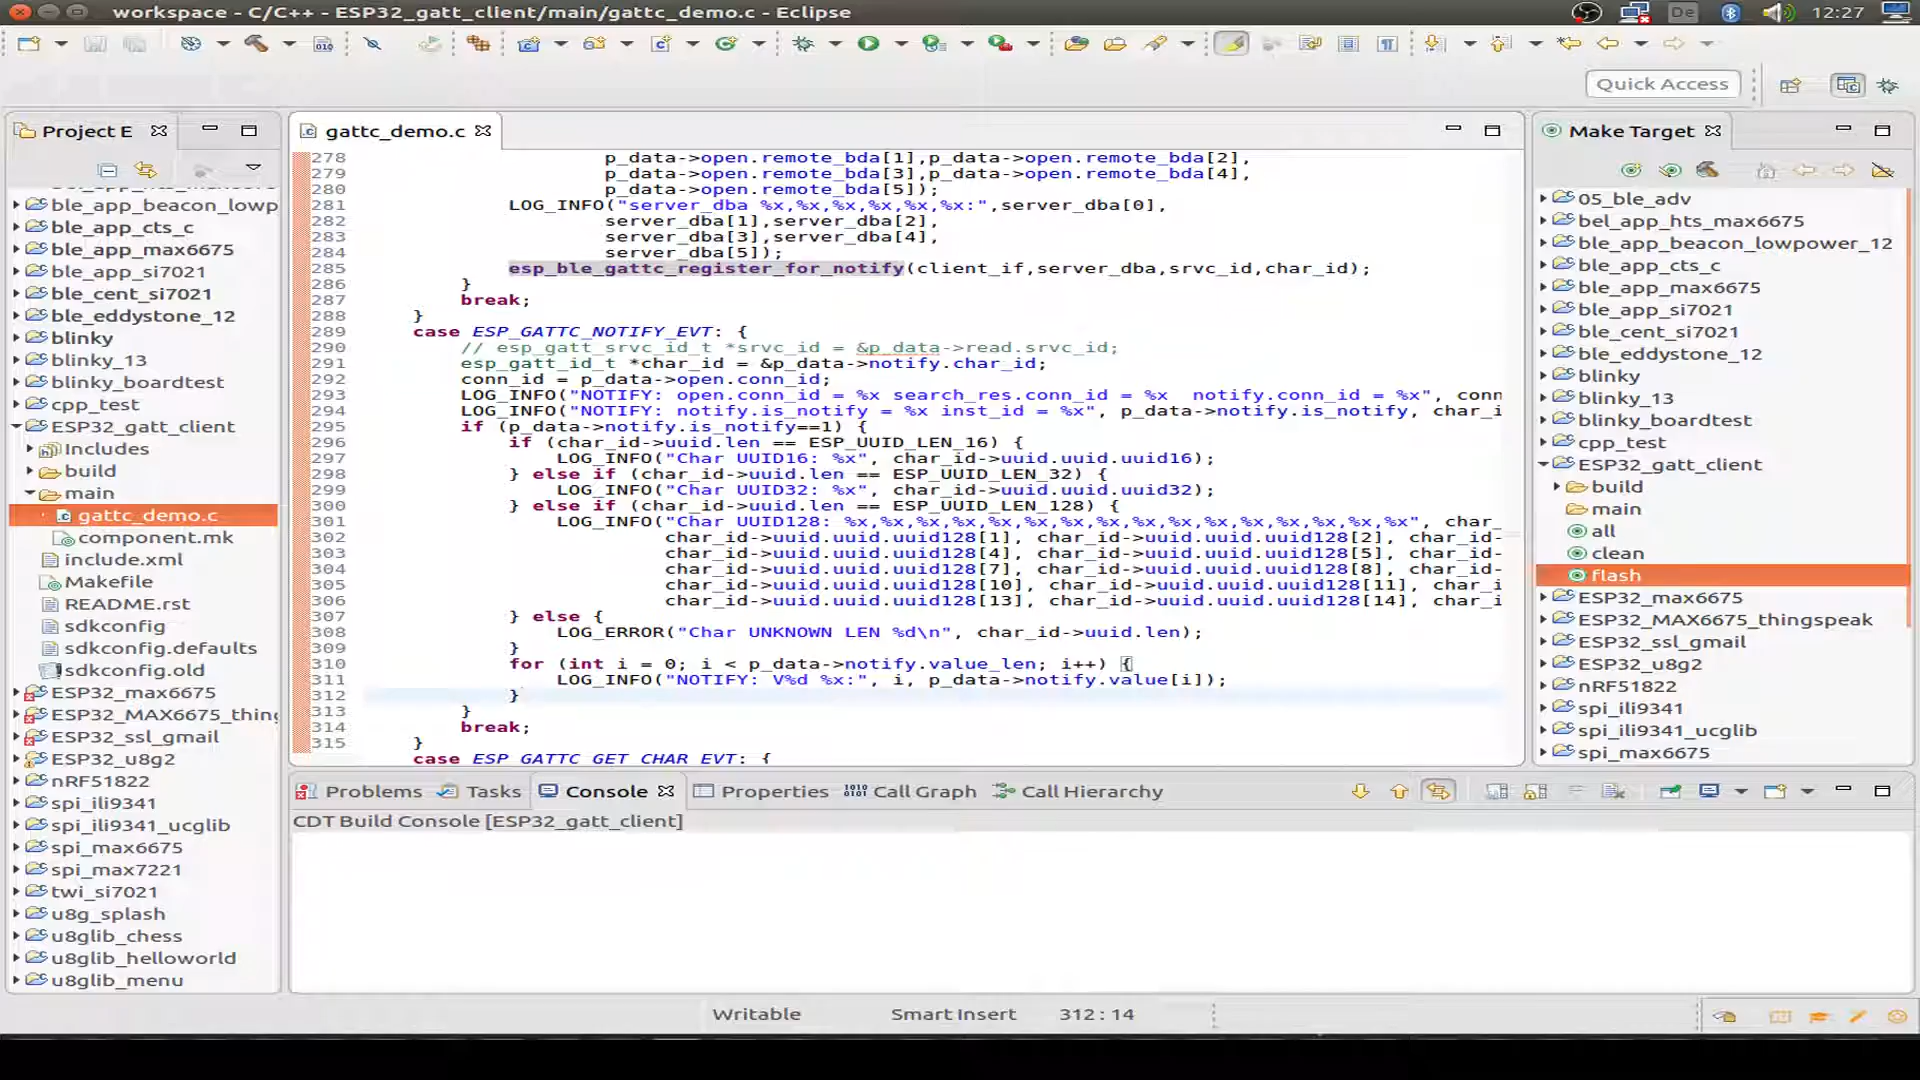 workspace - C/C++ - ESP32_gatt_client/main/gattc_demo.c - Eclipse
De
12:27
010
Quick Access
Project E
ble_app_beacon_lowp
ble_app_cts_c
ble_app_max6675
ble_app_si7021
ble_cent_si7021
ble_eddystone_12
blinky
blinky_13
blinky_boardtest
cpp_test
ESP32_gatt_client
Includes
build
main
gattc_demo.c
component.mk
include.xml
Makefile
README.rst
sdkconfig
sdkconfig.defaults
sdkconfig.old
ESP32_max6675
ESP32_MAX6675_thing
ESP32_ssl_gmail
ESP32_u8g2
nRF51822
spi_ili9341
spi_ili9341_ucglib
spi_max6675
spi_max7221
twi_si7021
u8g_splash
u8glib_chess
u8glib_helloworld
u8glib_menu
gattc_demo.c
278 p_data->open.remote_bda[1],p_data->open.remote_bda[2],
279 p_data->open.remote_bda[3],p_data->open.remote_bda[4],
280 p_data->open.remote_bda[5]);
281 LOG_INFO("server_dba %x,%x,%x,%x,%x,%x:",server_dba[0],
282 server_dba[1],server_dba[2],
283 server_dba[3],server_dba[4],
284 server_dba[5]);
285 esp_ble_gattc_register_for_notify(client_if,server_dba,srvc_id,char_id);
286 }
287 break;
288 }
289 case ESP_GATTC_NOTIFY_EVT: {
290 // esp_gatt_srvc_id_t *srvc_id = &p_data->read.srvc_id;
291 esp_gatt_id_t *char_id = &p_data->notify.char_id;
292 conn_id = p_data->open.conn_id;
293 LOG_INFO("NOTIFY: open.conn_id = %x search_res.conn_id = %x  notify.conn_id = %x", conn
294 LOG_INFO("NOTIFY: notify.is_notify = %x inst_id = %x", p_data->notify.is_notify, char_i
295 if (p_data->notify.is_notify==1) {
296 if (char_id->uuid.len == ESP_UUID_LEN_16) {
297 LOG_INFO("Char UUID16: %x", char_id->uuid.uuid.uuid16);
298 } else if (char_id->uuid.len == ESP_UUID_LEN_32) {
299 LOG_INFO("Char UUID32: %x", char_id->uuid.uuid.uuid32);
300 } else if (char_id->uuid.len == ESP_UUID_LEN_128) {
301 LOG_INFO("Char UUID128: %x,%x,%x,%x,%x,%x,%x,%x,%x,%x,%x,%x,%x,%x,%x,%x", char_
302 char_id->uuid.uuid.uuid128[1], char_id->uuid.uuid.uuid128[2], char_id-
303 char_id->uuid.uuid.uuid128[4], char_id->uuid.uuid.uuid128[5], char_id-
304 char_id->uuid.uuid.uuid128[7], char_id->uuid.uuid.uuid128[8], char_id-
305 char_id->uuid.uuid.uuid128[10], char_id->uuid.uuid.uuid128[11], char_i
306 char_id->uuid.uuid.uuid128[13], char_id->uuid.uuid.uuid128[14], char_i
307 } else {
308 LOG_ERROR("Char UNKNOWN LEN %d\n", char_id->uuid.len);
309 }
310 for (int i = 0; i < p_data->notify.value_len; i++) {
311 LOG_INFO("NOTIFY: V%d %x:", i, p_data->notify.value[i]);
312 }
313 }
314 break;
315 }
case ESP_GATTC_GET_CHAR_EVT: {
Make Target
05_ble_adv
bel_app_hts_max6675
ble_app_beacon_lowpower_12
ble_app_cts_c
ble_app_max6675
ble_app_si7021
ble_cent_si7021
ble_eddystone_12
blinky
blinky_13
blinky_boardtest
cpp_test
ESP32_gatt_client
build
main
all
clean
flash
ESP32_max6675
ESP32_MAX6675_thingspeak
ESP32_ssl_gmail
ESP32_u8g2
nRF51822
spi_ili9341
spi_ili9341_ucglib
spi_max6675
Problems
Tasks
Console
Properties
Call Graph
Call Hierarchy
CDT Build Console [ESP32_gatt_client]
Writable
Smart Insert
312 : 14